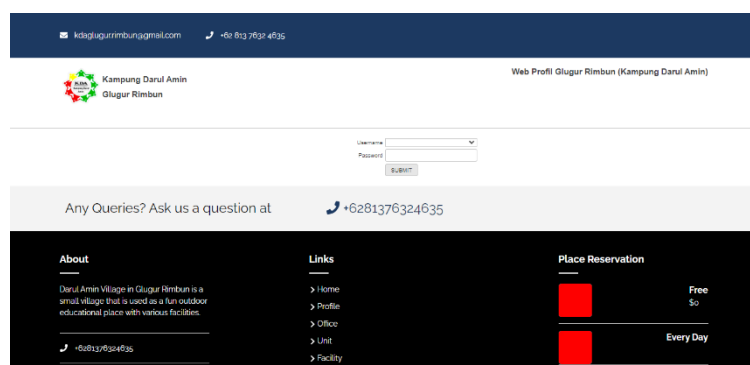 kdaglugurrimbun@gmail.com +62 813 7632 4635
Kampung Darul Amin
Glugur Rimbun
Web Profil Glugur Rimbun (Kampung Darul Amin)
KDA
Username
Password
SUBMIT
Any Queries? Ask us a question at +6281376324635
About
Darul Amin Village in Glugur Rimbun is a
small village that is used as a fun outdoor
educational place with various facilities.
+6281376324635
Links
> Home
> Profile
> Office
> Unit
> Facility
Place Reservation
Free
$0
Every Day